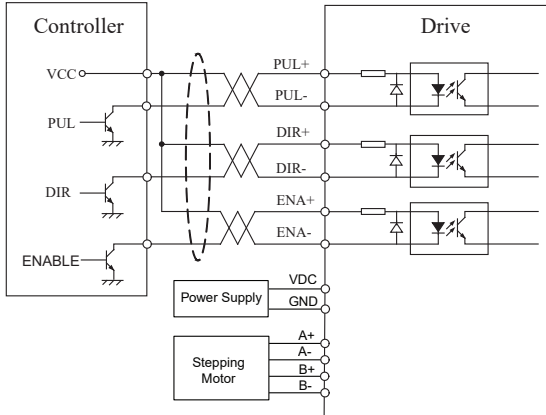 Controller
Drive
VCC
PUL+
PUL
PUL-
DIR+
DIR
DIR-
ENA+
ENABLE
ENA-
Power Supply
VDC
GND
Stepping
Motor
A+
A-
B+
B-